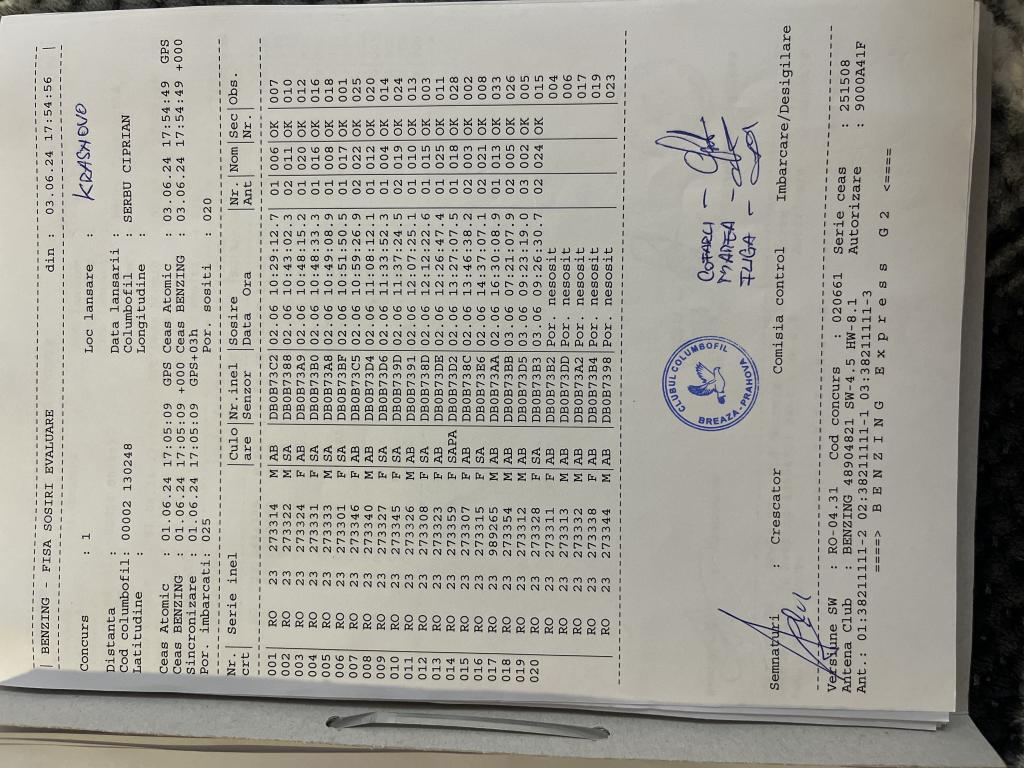 | BENZING - FISA SOSIRI EVALUARE din : 03.06.24 17:54:56 |
Concurs : 1 Loc lansare : KRASNEVO
Distanta : Data lansarii :
Cod columbofil: 00002 130248 Columbofil : SERBU CIPRIAN
Latitudine : Longitudine :
Ceas Atomic : 01.06.24 17:05:09 GPS Ceas Atomic : 03.06.24 17:54:49 GPS
Ceas BENZING : 01.06.24 17:05:09 +000 Ceas BENZING : 03.06.24 17:54:49 +000
Sincronizare : 01.06.24 17:05:09 GPS+03h
Por. imbarcati: 025 Por. sositi : 020
Nr.| Serie inel |Culo|Nr.inel |Sosire |Nr. |Nom|Sec|Obs.
crt |are |Senzor |Data Ora |Ant | |Nr.|
001 RO 23 273314 M AB DB0B73C2 02.06 10:29:12.7 01 006 OK 007
002 RO 23 273322 M SA DB0B7388 02.06 10:43:02.3 02 011 OK 010
003 RO 23 273324 F AB DB0B73A9 02.06 10:48:15.2 01 020 OK 012
004 RO 23 273331 F SA DB0B73B0 02.06 10:48:33.3 01 016 OK 016
005 RO 23 273333 M SA DB0B73A8 02.06 10:49:08.9 01 008 OK 018
006 RO 23 273301 F SA DB0B73BF 02.06 10:51:50.5 01 017 OK 001
007 RO 23 273346 F AB DB0B73C5 02.06 10:59:26.9 02 022 OK 025
008 RO 23 273340 M AB DB0B73D4 02.06 11:08:12.1 01 012 OK 020
009 RO 23 273327 F SA DB0B73D6 02.06 11:33:52.3 01 004 OK 014
010 RO 23 273345 F SA DB0B739D 02.06 11:37:24.5 02 019 OK 024
011 RO 23 273326 M AB DB0B7391 02.06 12:07:25.1 01 010 OK 013
012 RO 23 273308 F SA DB0B738D 02.06 12:12:22.6 01 015 OK 003
013 RO 23 273323 F AB DB0B73DE 02.06 12:26:47.4 02 025 OK 011
014 RO 23 273359 F SAPA DB0B73D2 02.06 13:27:07.5 01 018 OK 028
015 RO 23 273307 F AB DB0B738C 02.06 13:46:38.2 02 003 OK 002
016 RO 23 273315 F SA DB0B73E6 02.06 14:37:07.1 01 021 OK 008
017 RO 23 989265 M AB DB0B73AA 02.06 16:30:08.9 01 013 OK 033
018 RO 23 273354 M AB DB0B73BB 03.06 07:21:07.9 02 005 OK 026
019 RO 23 273312 M AB DB0B73D5 03.06 09:23:19.0 03 002 OK 005
020 RO 23 273328 F SA DB0B73B3 03.06 09:26:30.7 02 024 OK 015
RO 23 273311 F AB DB0B73B2 Por. nesosit 004
RO 23 273313 M AB DB0B73DD Por. nesosit 006
RO 23 273332 M AB DB0B73A2 Por. nesosit 017
RO 23 273338 F AB DB0B73B4 Por. nesosit 019
RO 23 273344 M AB DB0B7398 Por. nesosit 023
CLUBUL COLUMBOFIL
BREAZA-PRAHOVA
Semnaturi : Crescator Comisia control Imbarcare/Desigilare
Versiune SW : RO-04.31 Cod concurs : 020661 Serie ceas : 251508
Antena Club : BENZING 48904821 SW-4.5 HW-8.1 Autorizare : 9000A41F
Ant.: 01:38211111-2 02:38211111-1 03:38211111-3
====> B E N Z I N G E x p r e s s G 2 <====